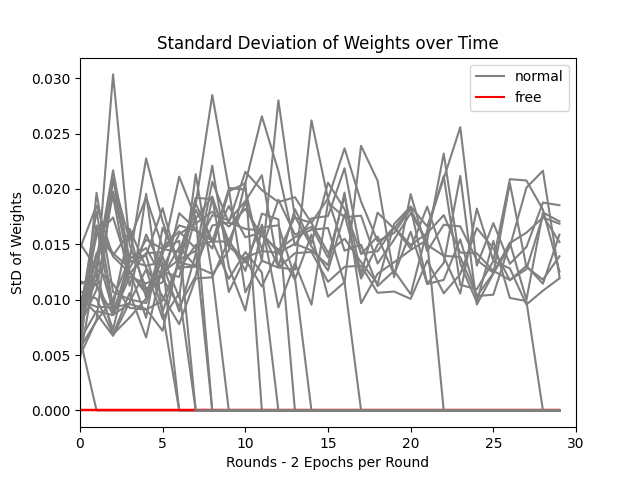 Standard Deviation of Weights over Time
normal
free
StD of Weights
0.030
0.025
0.020
0.015
0.010
0.005
0.000
0 5 10 15 20 25 30
Rounds - 2 Epochs per Round